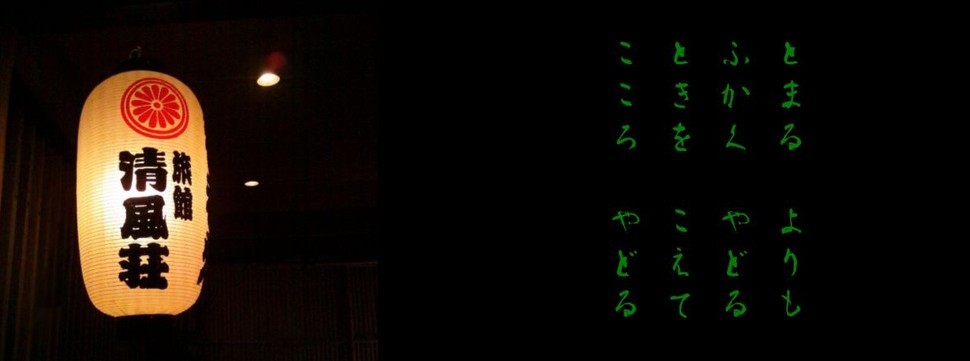 旅館
清風荘
とまる　よりも
ふかく　やどる
ときを　こえて
こころ　やどる